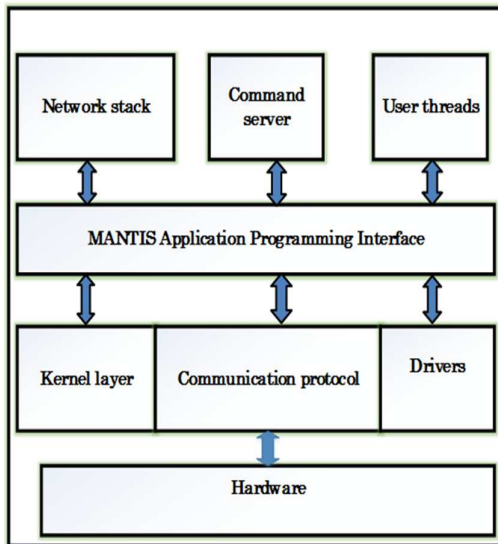 Network stack
Command
server
User threads
MANTIS Application Programming Interface
Kernel layer
Communication protocol
Drivers
Hardware